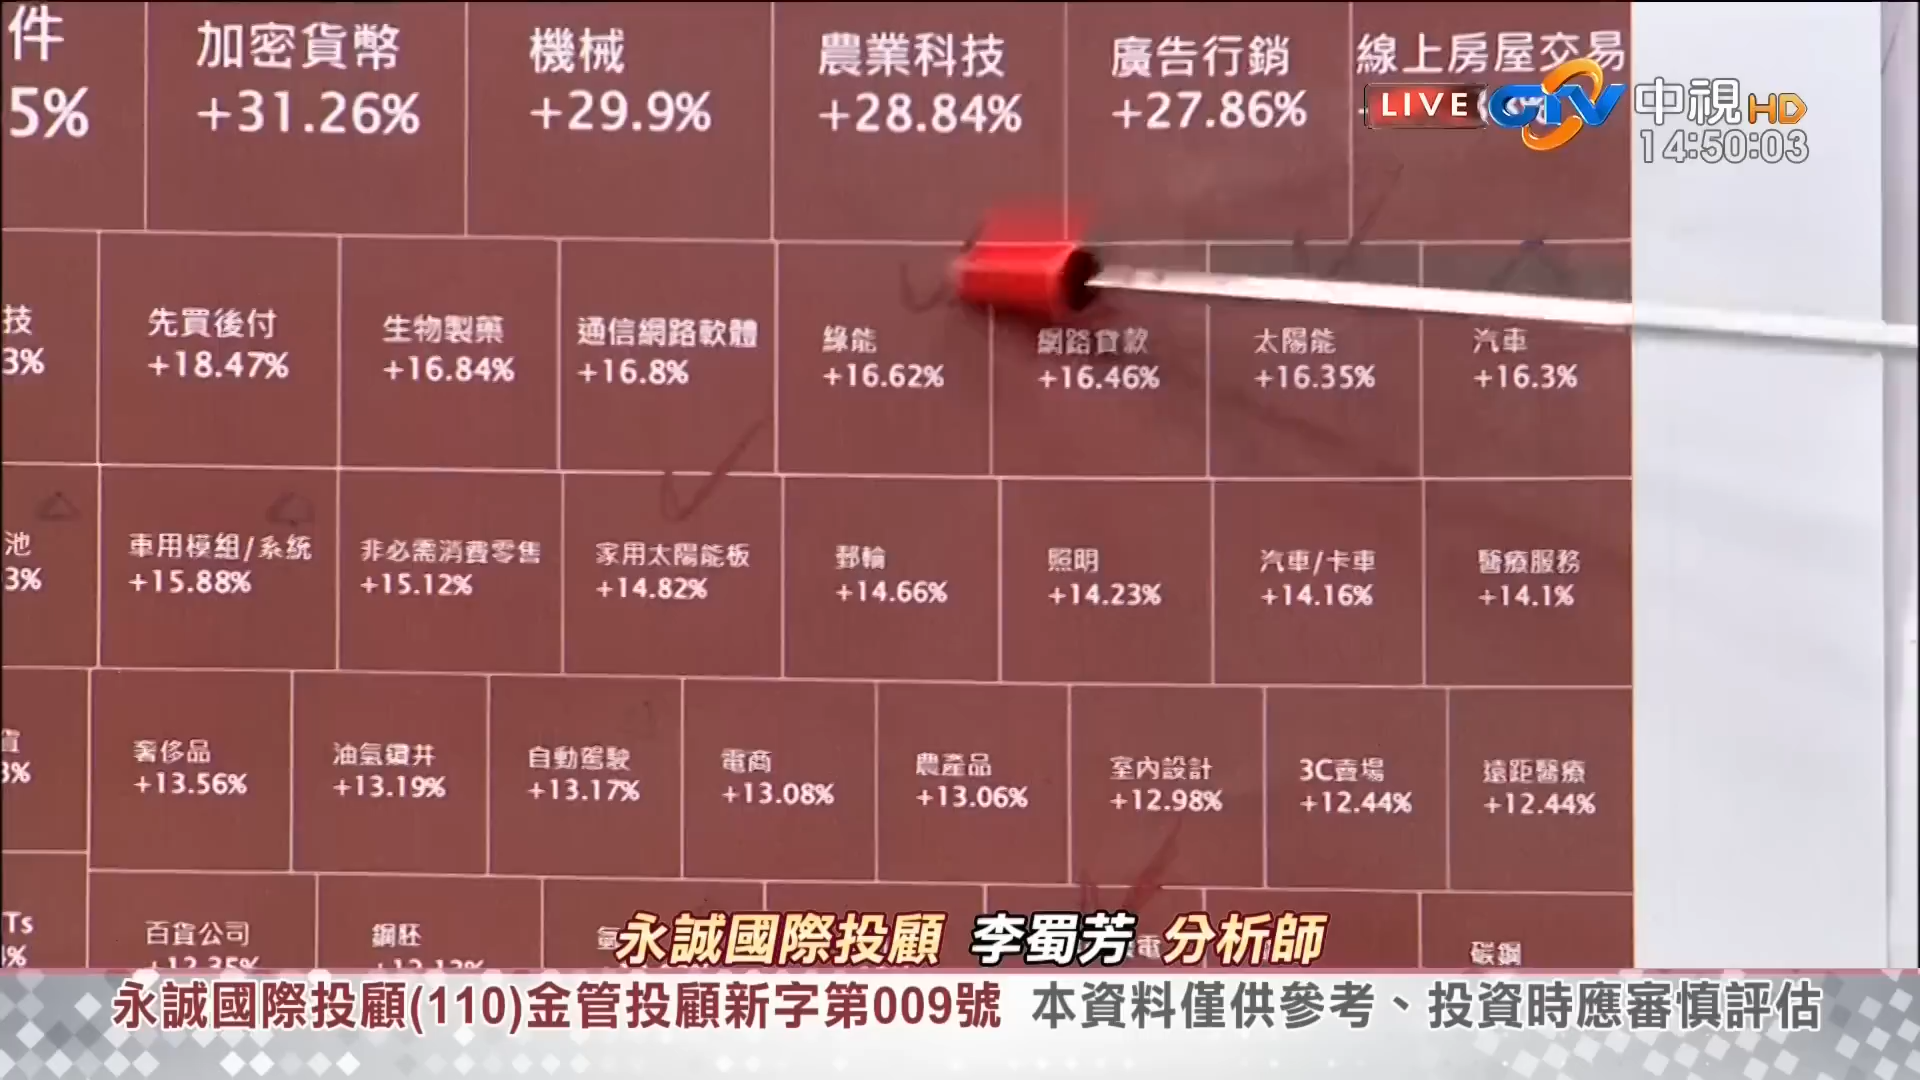 件
加密貨幣
機械
農業科技
廣告行銷
線上房屋交易
5%
+31.26%
+29.9%
+28.84%
+27.86%
LIVE
CTV
中視HD
14:50:03
技
先買後付
生物製藥
通信網路軟體
綠能
網路貸款
太陽能
汽車
3%
+18.47%
+16.84%
+16.8%
+16.62%
+16.46%
+16.35%
+16.3%
池
車用模組/系統
非必需消費零售
家用太陽能板
郵輪
照明
汽車/卡車
醫療服務
3%
+15.88%
+15.12%
+14.82%
+14.66%
+14.23%
+14.16%
+14.1%
奢侈品
油氣鑽井
自動駕駛
電商
農產品
室內設計
3C賣場
遠距醫療
3%
+13.56%
+13.19%
+13.17%
+13.08%
+13.06%
+12.98%
+12.44%
+12.44%
Ts
百貨公司
鋼胚
碳鋼
+12.35%
+12.13%
永誠國際投顧 李蜀芳 分析師
永誠國際投顧(110)金管投顧新字第009號 本資料僅供參考、投資時應審慎評估